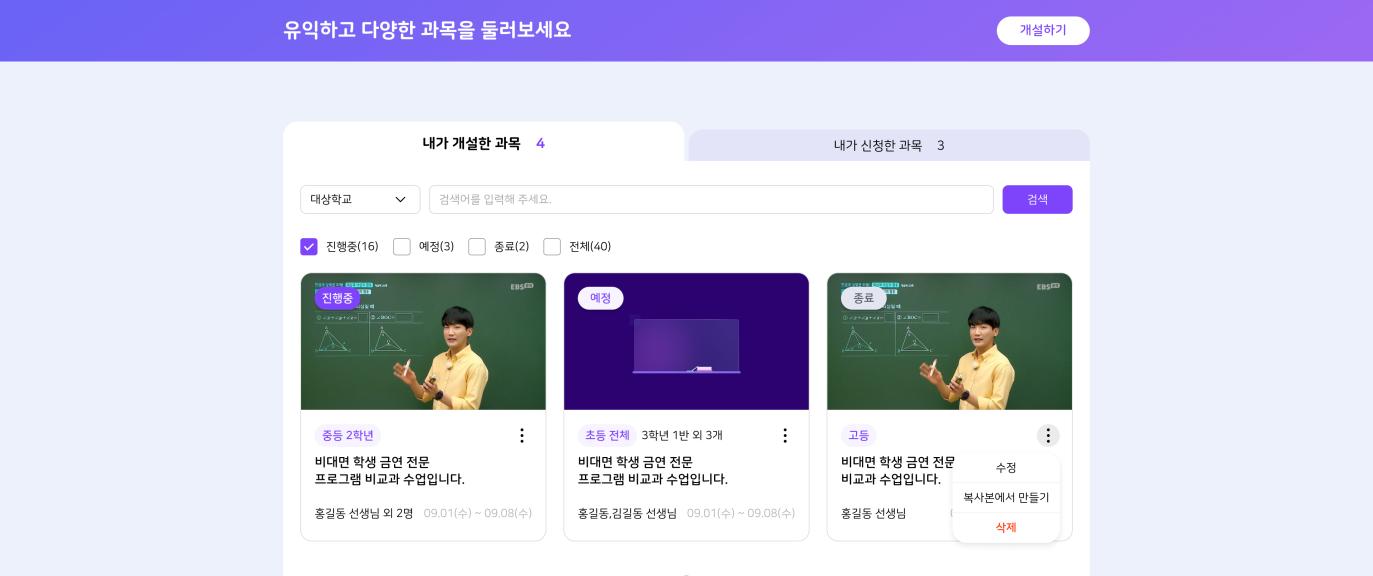 유익하고 다양한 과목을 둘러보세요
개설하기
내가 개설한 과목 4
내가 신청한 과목 3
대상학교
검색어를 입력해 주세요.
검색
진행중(16)
예정(3)
종료(2)
전체(40)
진행중
EBS
예정
종료
EBS
중등 2학년
비대면 학생 금연 전문
프로그램 비교과 수업입니다.
홍길동 선생님 외 2명 09.01(수) ~ 09.08(수)
초등 전체 3학년 1반 외 3개
비대면 학생 금연 전문
프로그램 비교과 수업입니다.
홍길동,김길동 선생님 09.01(수) ~ 09.08(수)
고등
비대면 학생 금연 전문
비교과 수업입니다.
홍길동 선생님
수정
복사본에서 만들기
삭제